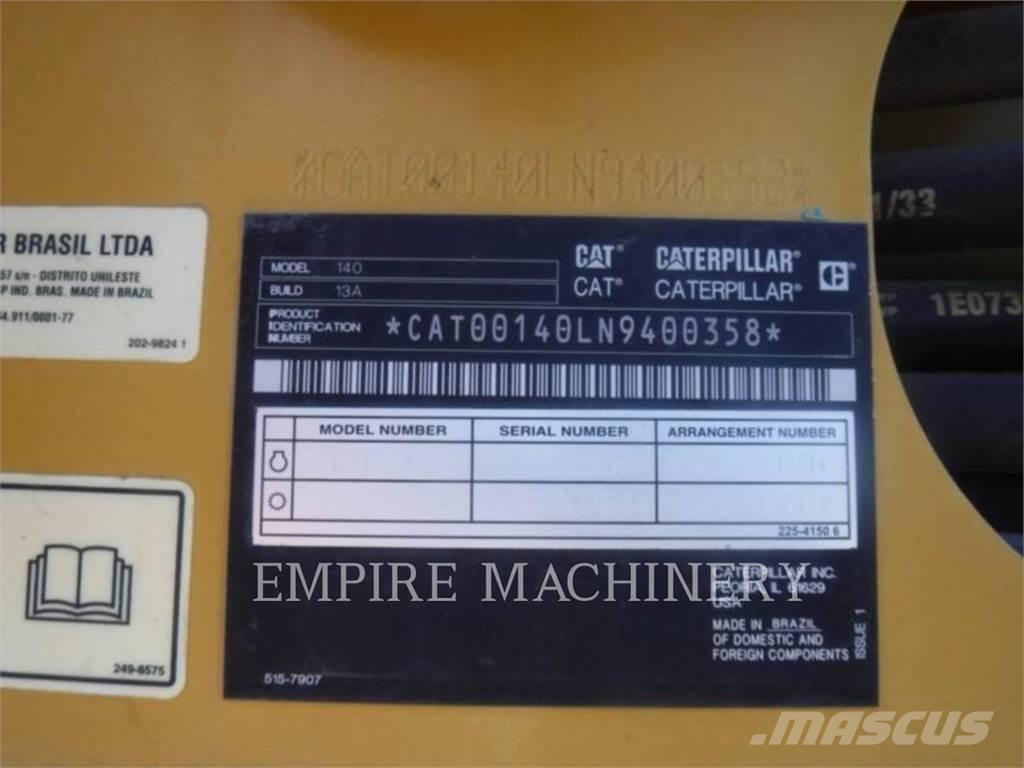 *CAT00140LN9400358*
R BRASIL LTDA
57 s/n - DISTRITO UNILESTE
P IND. BRAS. MADE IN BRAZIL
4.911/0001-77
202-9824 1
249-8575
MODEL 140
BUILD 13A
CAT® CATERPILLAR®
CAT® CATERPILLAR®
C
PRODUCT
IDENTIFICATION
NUMBER
*CAT00140LN9400358*
MODEL NUMBER SERIAL NUMBER ARRANGEMENT NUMBER
225-4150 6
CATERPILLAR INC.
PEORIA, IL 61629
USA
MADE IN BRAZIL
OF DOMESTIC AND
FOREIGN COMPONENTS
ISSUE 1
515-7907
1/33
1E073
EMPIRE MACHINERY
MASCUS